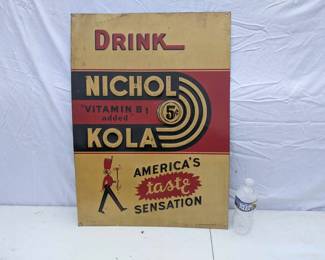 DRINK
NICHOL
"VITAMIN B1
added"
5¢
KOLA
AMERICA'S
taste
SENSATION